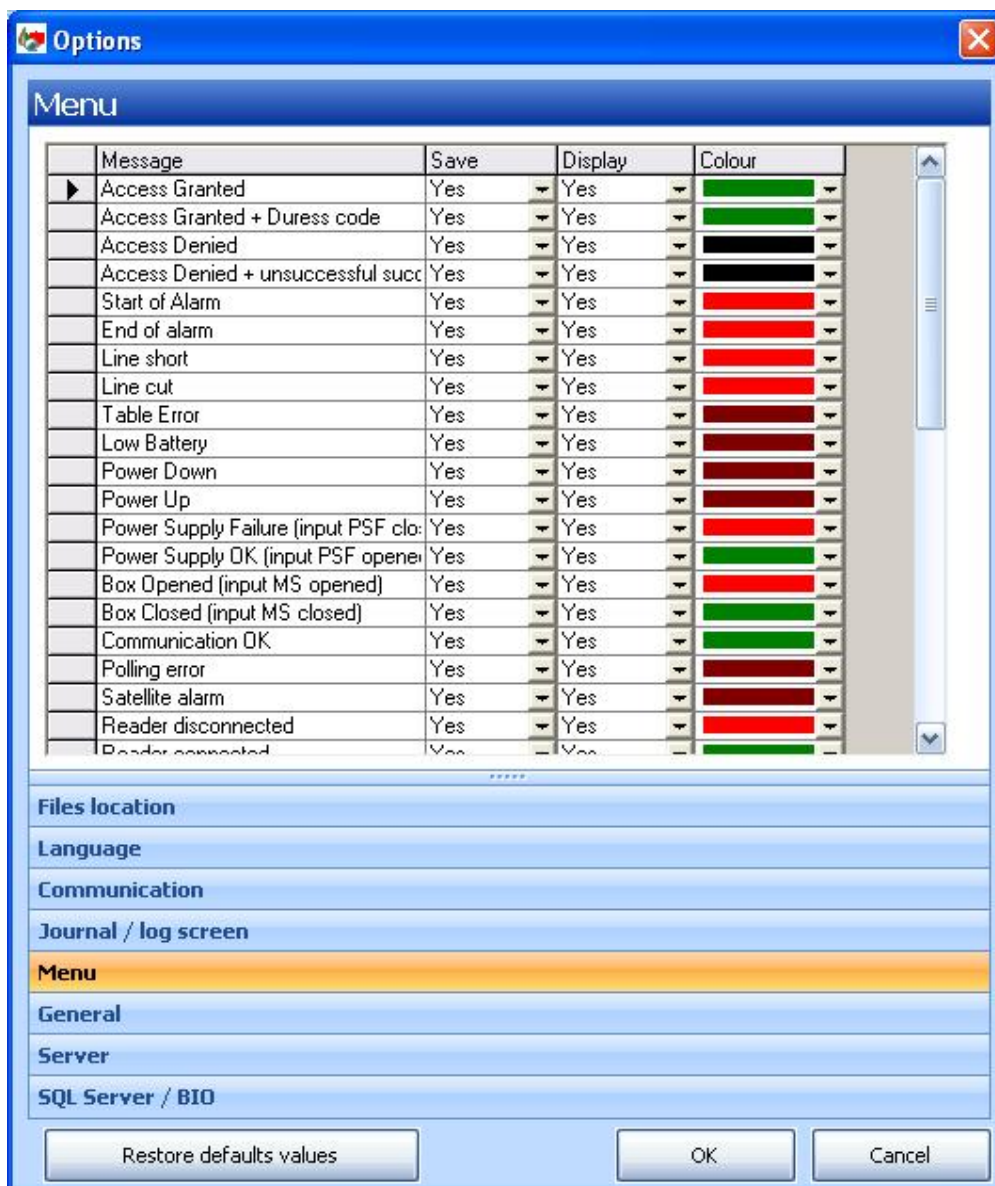 Options
Menu
Message Save Display Colour
Access Granted Yes Yes
Access Granted + Duress code Yes Yes
Access Denied Yes Yes
Access Denied + unsuccessful succ Yes Yes
Start of Alarm Yes Yes
End of alarm Yes Yes
Line short Yes Yes
Line cut Yes Yes
Table Error Yes Yes
Low Battery Yes Yes
Power Down Yes Yes
Power Up Yes Yes
Power Supply Failure (input PSF clo Yes Yes
Power Supply OK (input PSF opene Yes Yes
Box Opened (input MS opened) Yes Yes
Box Closed (input MS closed) Yes Yes
Communication OK Yes Yes
Polling error Yes Yes
Satellite alarm Yes Yes
Reader disconnected Yes Yes
Reader connected Yes Yes
Files location
Language
Communication
Journal / log screen
Menu
General
Server
SQL Server / BIO
Restore defaults values OK Cancel